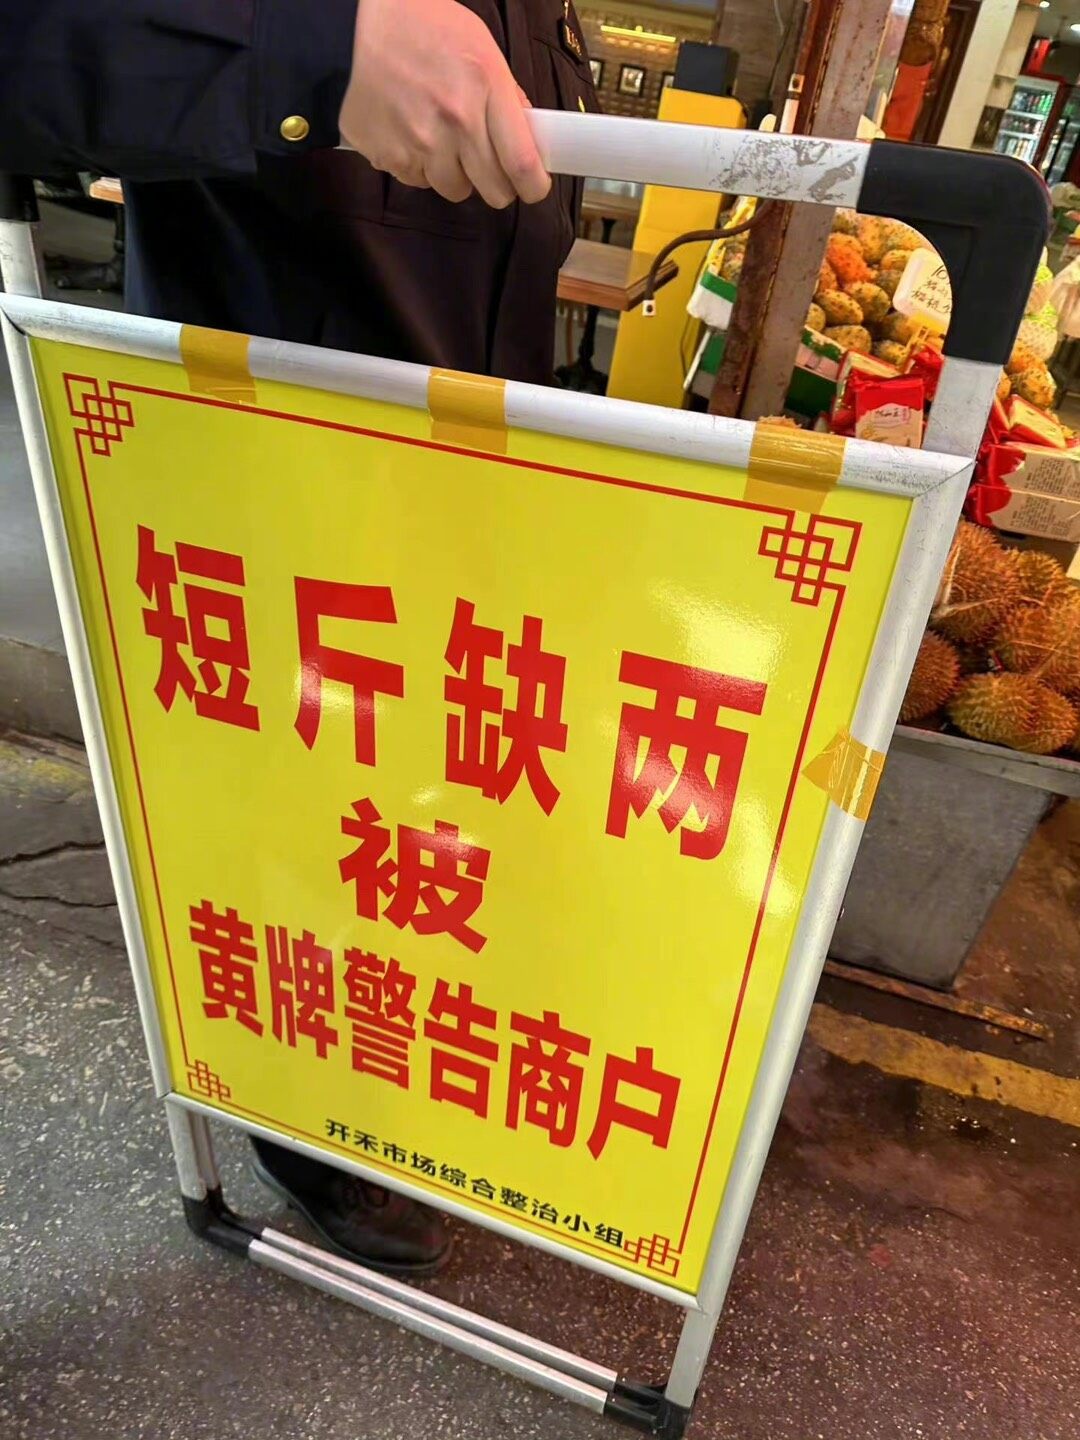 短斤缺两
被
黄牌警告商户
开禾市场综合整治小组